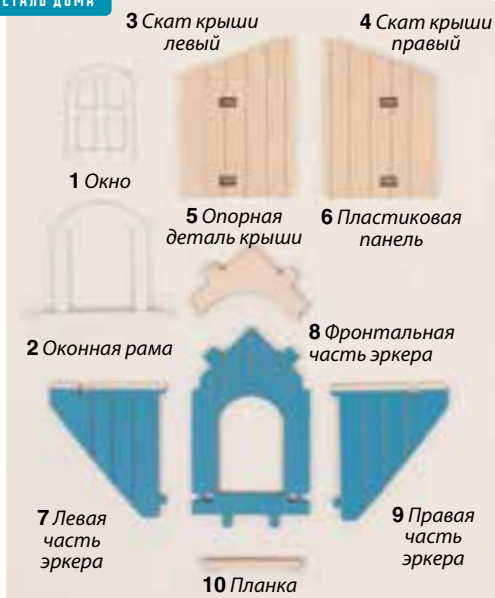 ДЕТАЛЬ ДОМА
3 Скат крыши
левый
4 Скат крыши
правый
1 Окно
5 Опорная
деталь крыши
6 Пластиковая
панель
2 Оконная рама
8 Фронтальная
часть эркера
7 Левая
часть
эркера
9 Правая
часть
эркера
10 Планка